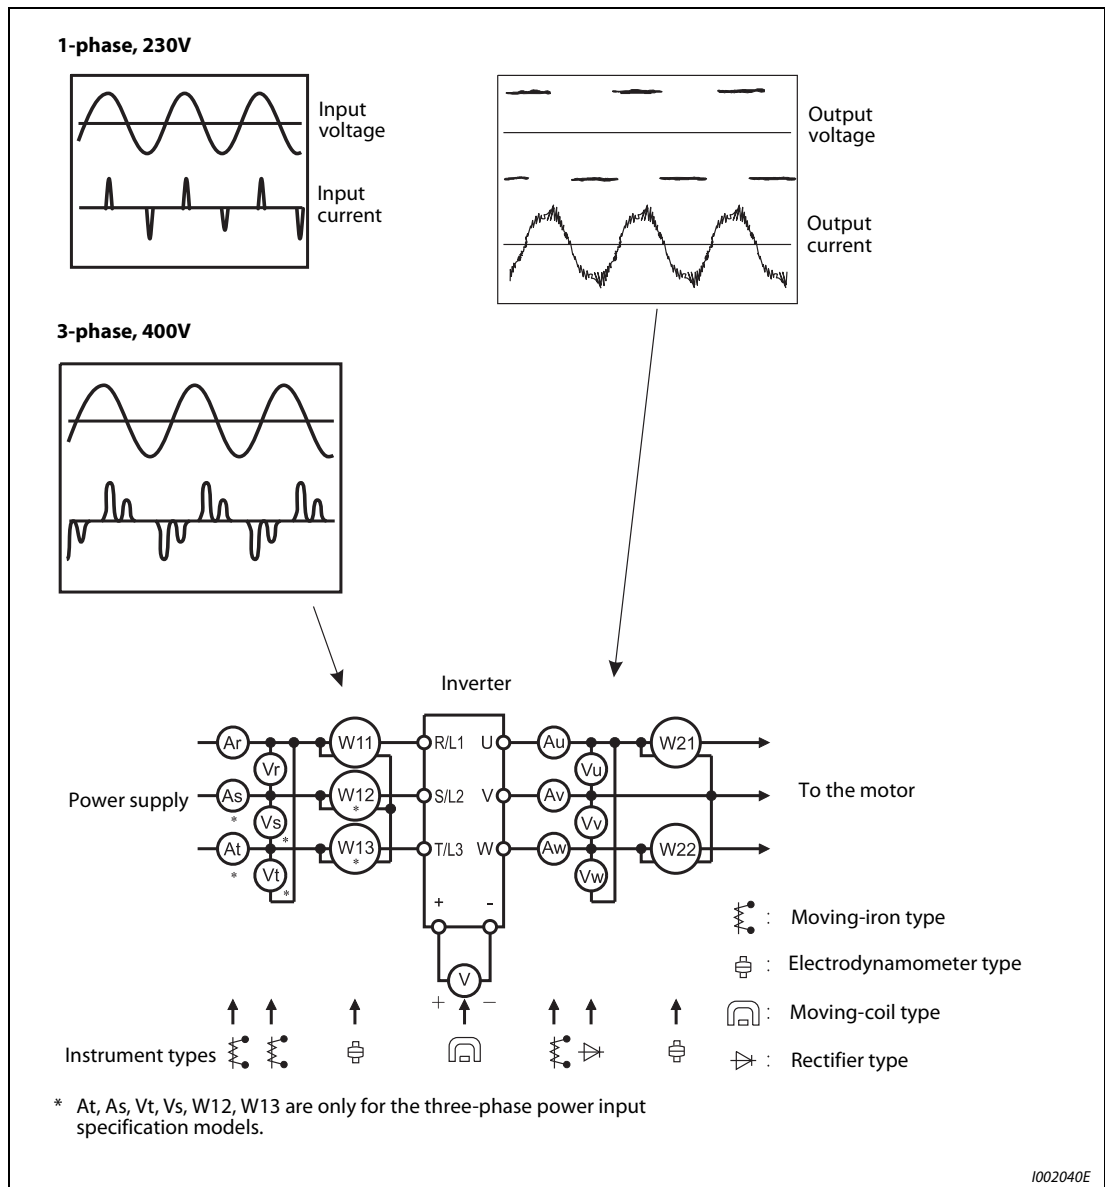 1-phase, 230V
Input
voltage
Input
current
Output
voltage
Output
current
3-phase, 400V
Inverter
Ar
W11
R/L1
U
Au
W21
Vr
Vu
Power supply
As
*
W12
*
S/L2
V
Av
To the motor
Vs
*
Vv
At
*
W13
*
T/L3
W
Aw
W22
Vt
*
Vw
+
-
: Moving-iron type
V
+
−
: Electrodynamometer type
: Moving-coil type
Instrument types
: Rectifier type
* At, As, Vt, Vs, W12, W13 are only for the three-phase power input
specification models.
I002040E